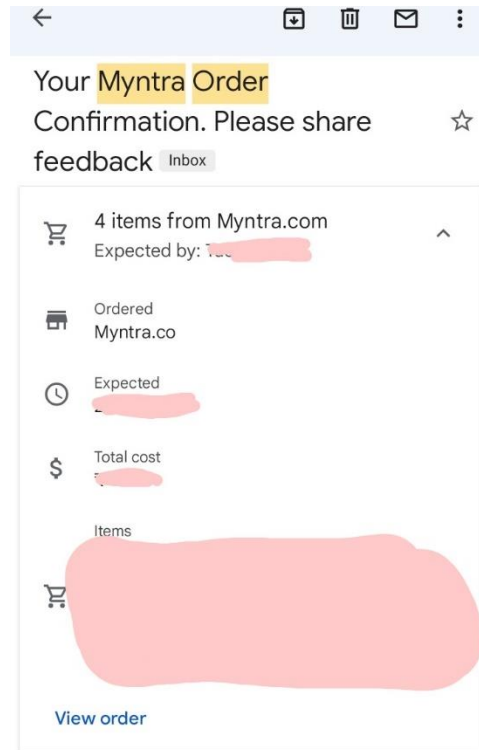 Your Myntra Order
Confirmation. Please share
feedback Inbox
4 items from Myntra.com
Expected by:
Ordered
Myntra.co
Expected
Total cost
Items
View order